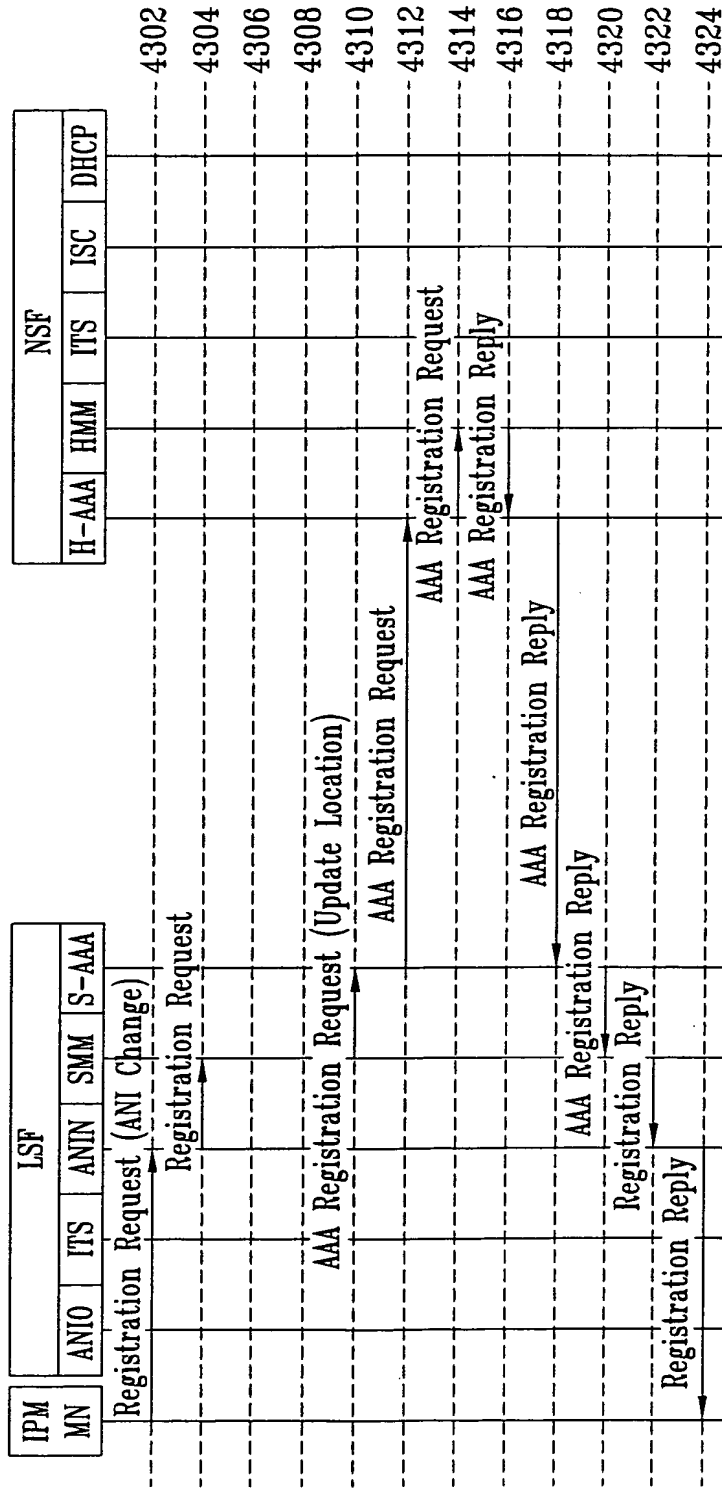 IPM
MN
LSF
ANIO ITS ANIN SMM S-AAA
NSF
H-AAA HMM ITS ISC DHCP
Registration Request (ANI Change)
4302
Registration Request
4304
4306
4308
AAA Registration Request (Update Location)
4310
AAA Registration Request
4312
AAA Registration Request
4314
AAA Registration Reply
4316
AAA Registration Reply
4318
AAA Registration Reply
4320
Registration Reply
4322
Registration Reply
4324